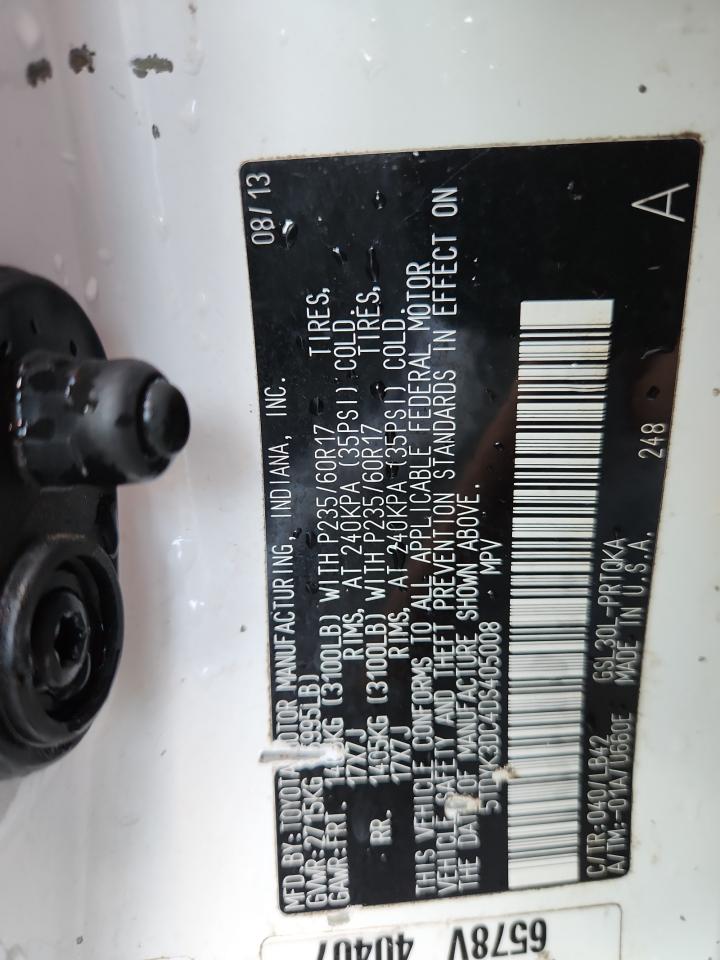 MFD BY:TOYOTA MOTOR MANUFACTURING, INDIANA, INC. 08/13
GVWR:2715KG
GAWR:FRT. 1405KG (3100LB) WITH P235/60R17 TIRES,
17X7J RIMS, AT 240KPA (35PSI) COLD.
RR. 1405KG (3100LB) WITH P235/60R17 TIRES,
17X7J RIMS, AT 240KPA (35PSI) COLD.
THIS VEHICLE CONFORMS TO ALL APPLICABLE FEDERAL MOTOR
VEHICLE SAFETY AND THEFT PREVENTION STANDARDS IN EFFECT ON
THE DATE OF MANUFACTURE SHOWN ABOVE.
5TDYK3DC4DS405008 MPV
C/TR:040/LB42 GSL30L-PRTQKA 248 A
A/TM:-01A/U660E MADE IN U.S.A.
6578V